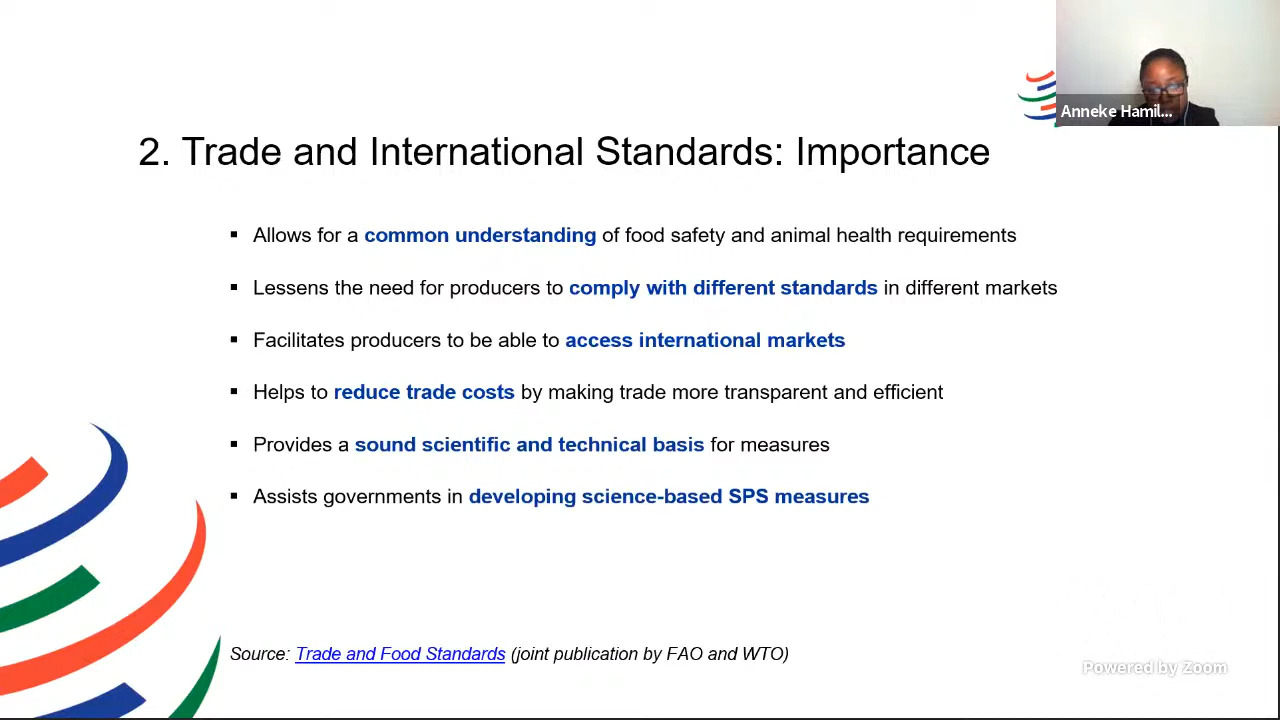 Anneke Hamil...
2. Trade and International Standards: Importance
▪ Allows for a common understanding of food safety and animal health requirements
▪ Lessens the need for producers to comply with different standards in different markets
▪ Facilitates producers to be able to access international markets
▪ Helps to reduce trade costs by making trade more transparent and efficient
▪ Provides a sound scientific and technical basis for measures
▪ Assists governments in developing science-based SPS measures
Source: Trade and Food Standards (joint publication by FAO and WTO)
Powered by Zoom